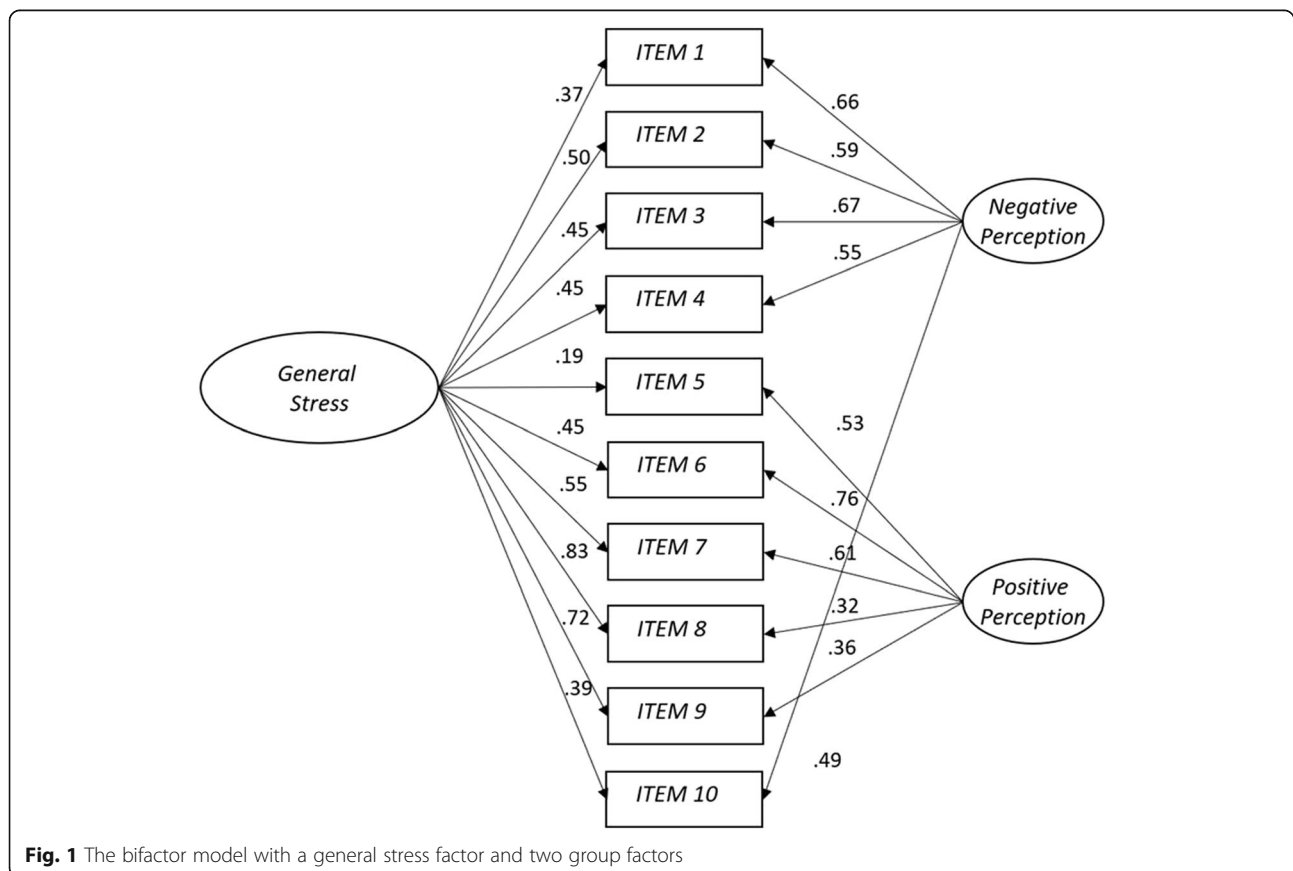 ITEM 1
.37
.66
ITEM 2
.50
.59
ITEM 3
.45
.67
Negative
Perception
ITEM 4
.45
.55
General
Stress
ITEM 5
.19
.53
ITEM 6
.45
.76
ITEM 7
.55
.61
Positive
Perception
ITEM 8
.83
.32
ITEM 9
.72
.36
ITEM 10
.39
.49
Fig. 1 The bifactor model with a general stress factor and two group factors